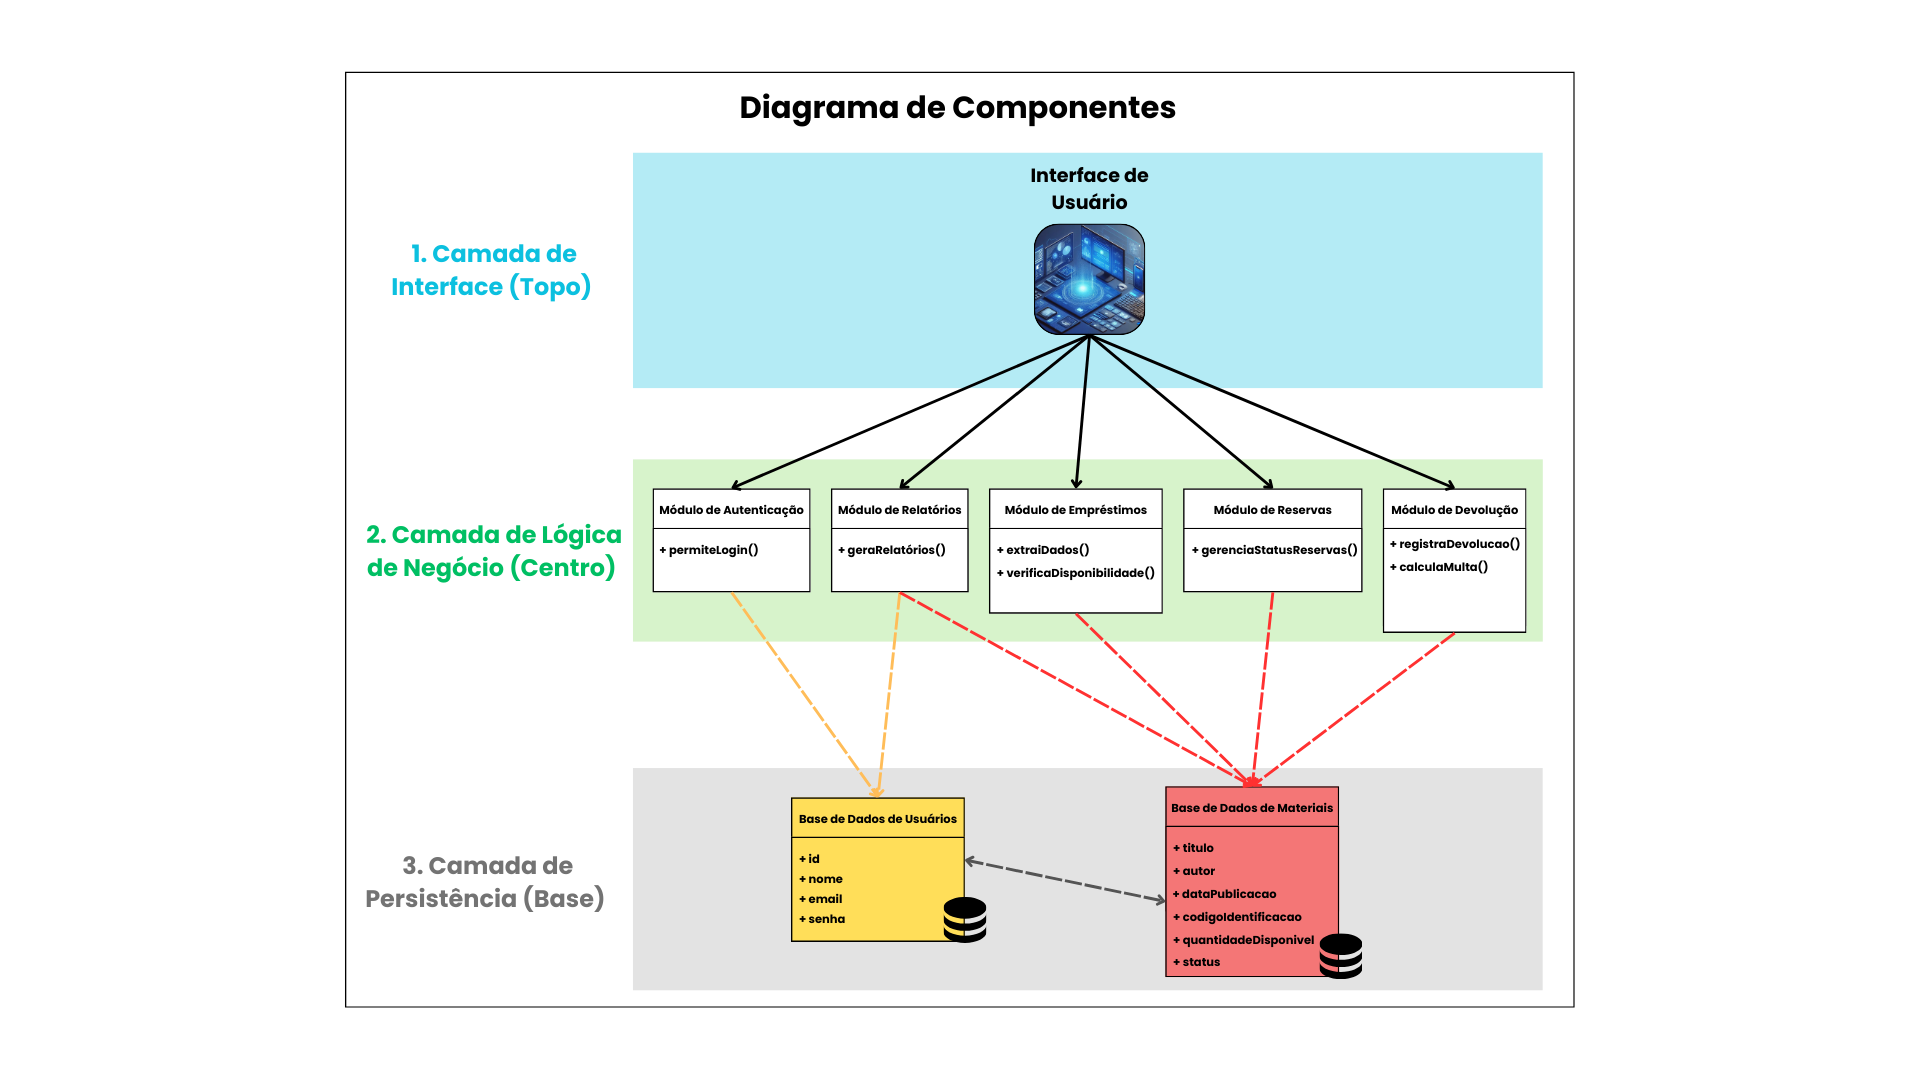 Diagrama de Componentes
1. Camada de
Interface (Topo)
Interface de
Usuário
2. Camada de Lógica
de Negócio (Centro)
Módulo de Autenticação
+ permiteLogin()
Módulo de Relatórios
+ geraRelatórios()
Módulo de Empréstimos
+ extraiDados()
+ verificaDisponibilidade()
Módulo de Reservas
+ gerenciaStatusReservas()
Módulo de Devolução
+ registraDevolucao()
+ calculaMulta()
3. Camada de
Persistência (Base)
Base de Dados de Usuários
+ id
+ nome
+ email
+ senha
Base de Dados de Materiais
+ titulo
+ autor
+ dataPublicacao
+ codigoIdentificacao
+ quantidadeDisponivel
+ status